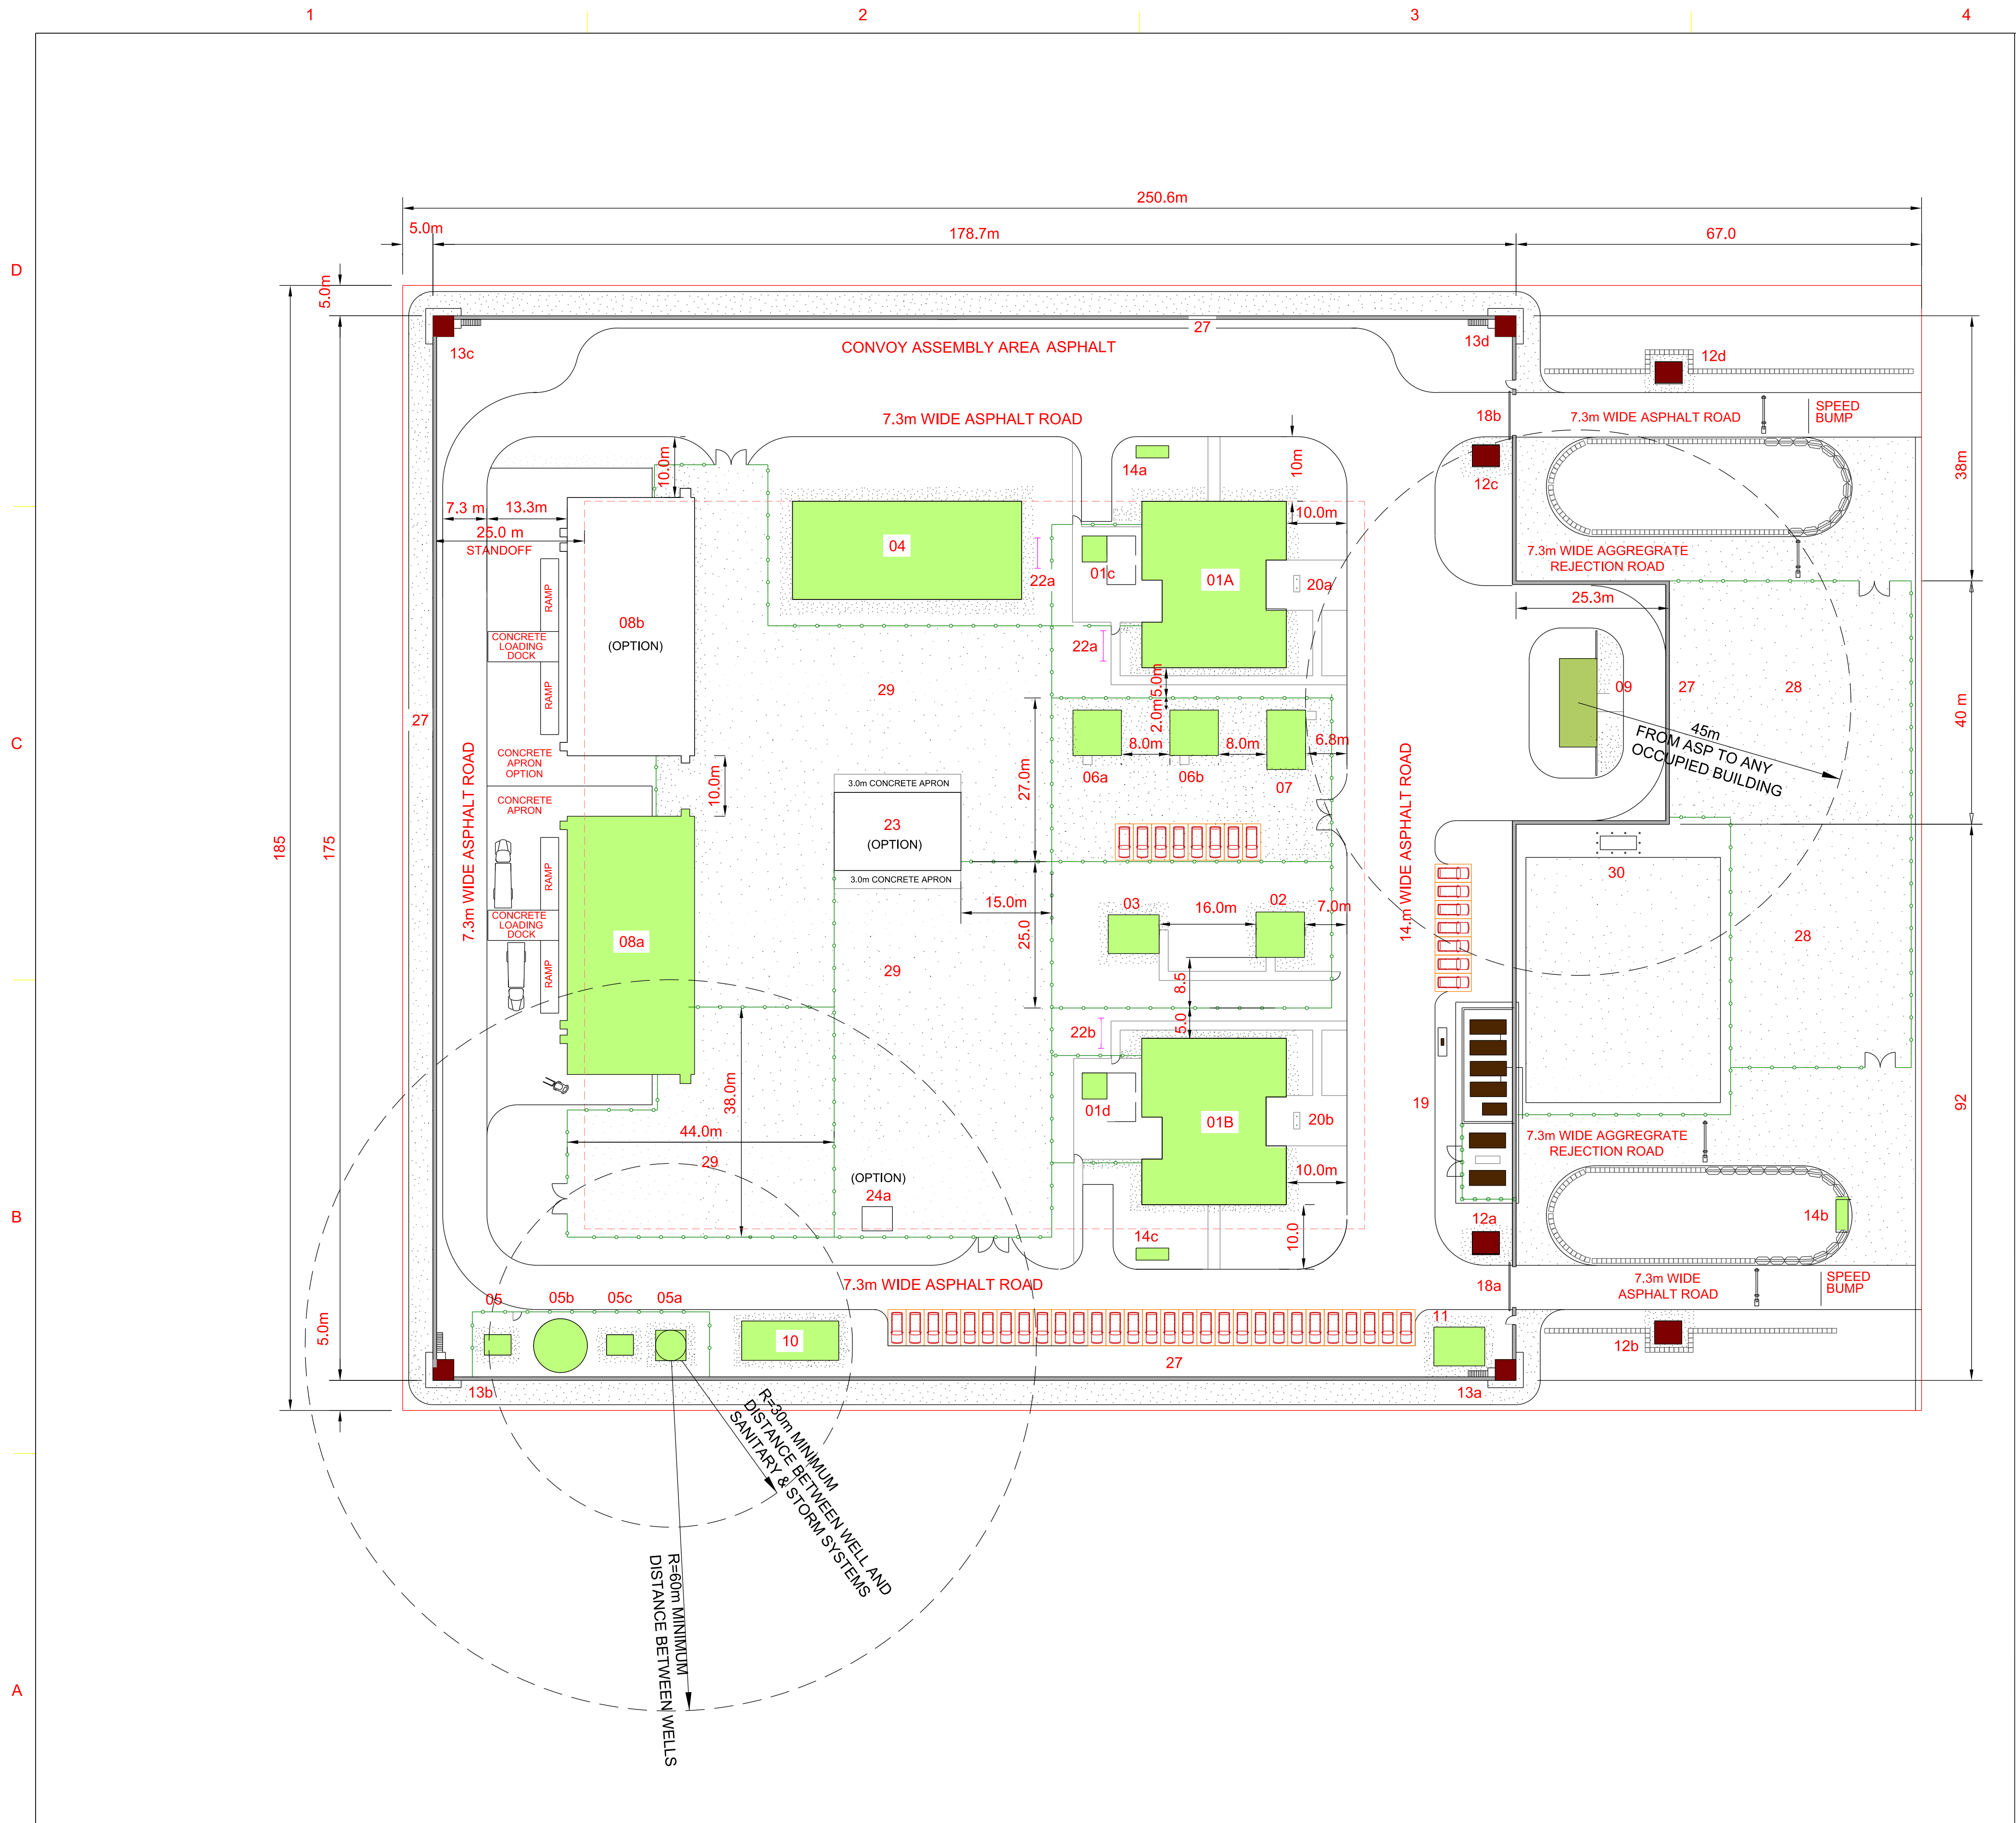 1
2
3
4
250.6m
5.0m
178.7m
67.0
D
5.0m
27
13c
13d
12d
CONVOY ASSEMBLY AREA ASPHALT
7.3m WIDE ASPHALT ROAD
18b
7.3m WIDE ASPHALT ROAD
SPEED
BUMP
10.0m
14a
10m
12c
38m
7.3 m
13.3m
10.0m
25.0 m
STANDOFF
04
7.3m WIDE AGGREGRATE
REJECTION ROAD
01c
22a
01A
20a
RAMP
25.3m
08b
(OPTION)
CONCRETE
LOADING
DOCK
22a
RAMP
5.0m
29
09
27
28
27
2.0m
45m
FROM ASP TO ANY
OCCUPIED BUILDING
40 m
C
8.0m
8.0m
6.8m
06a
06b
07
CONCRETE
APRON
OPTION
7.3m WIDE ASPHALT ROAD
10.0m
27.0m
14.m WIDE ASPHALT ROAD
3.0m CONCRETE APRON
CONCRETE
APRON
23
(OPTION)
185
175
3.0m CONCRETE APRON
30
RAMP
15.0m
03
02
16.0m
7.0m
CONCRETE
LOADING
DOCK
08a
25.0
28
RAMP
29
8.5
5.0
22b
38.0m
01d
01B
20b
19
92
44.0m
29
7.3m WIDE AGGREGRATE
REJECTION ROAD
10.0m
(OPTION)
24a
B
12a
14b
14c
10.0
7.3m WIDE ASPHALT ROAD
18a
7.3m WIDE
ASPHALT ROAD
SPEED
BUMP
05
05b
05c
05a
5.0m
10
11
12b
27
13b
13a
R=30m MINIMUM
DISTANCE BETWEEN WELL AND
SANITARY & STORM SYSTEMS
R=60m MINIMUM
DISTANCE BETWEEN WELLS
A